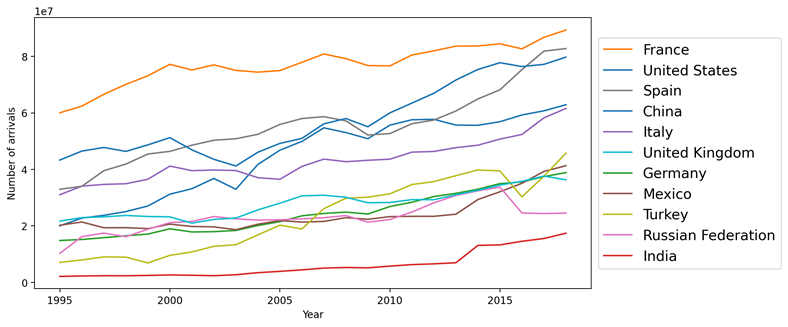 1e7
8
6
4
2
0
Number of arrivals
1995
2000
2005
2010
2015
Year
France
United States
Spain
China
Italy
United Kingdom
Germany
Mexico
Turkey
Russian Federation
India